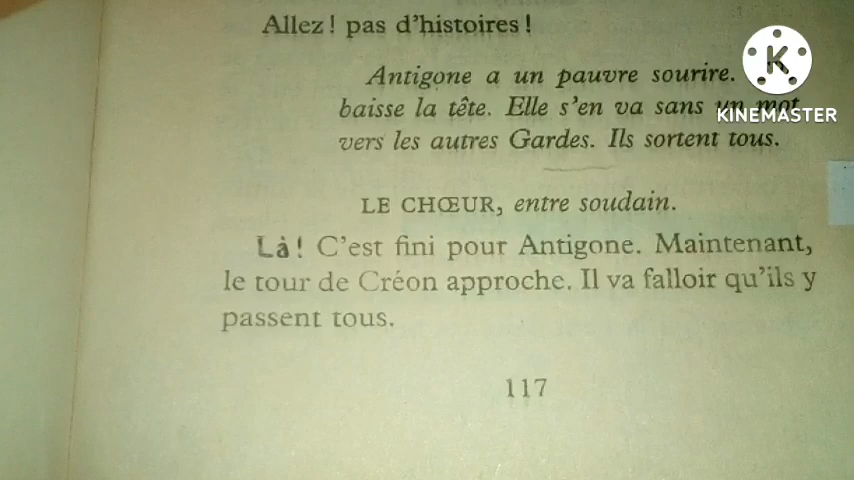 Allez ! pas d'histoires !
Antigone a un pauvre sourire.
baisse la tête. Elle s'en va sans un mot
vers les autres Gardes. Ils sortent tous.
LE CHŒUR, entre soudain.
Là ! C'est fini pour Antigone. Maintenant,
le tour de Créon approche. Il va falloir qu'ils y
passent tous.
117
K
KINEMASTER